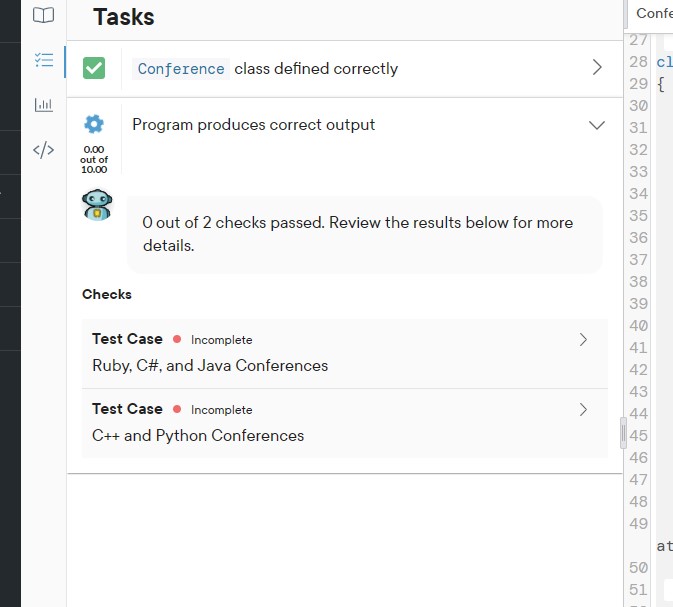 Tasks
Conference class defined correctly
Program produces correct output
0.00
out of
10.00
0 out of 2 checks passed. Review the results below for more
details.
Checks
Test Case Incomplete
Ruby, C#, and Java Conferences
Test Case Incomplete
C++ and Python Conferences
Confe
27
28 cl
29 {
30
31
32
33
34
35
36
37
38
39
40
41
42
43
44
45
46
47
48
49
at
50
51